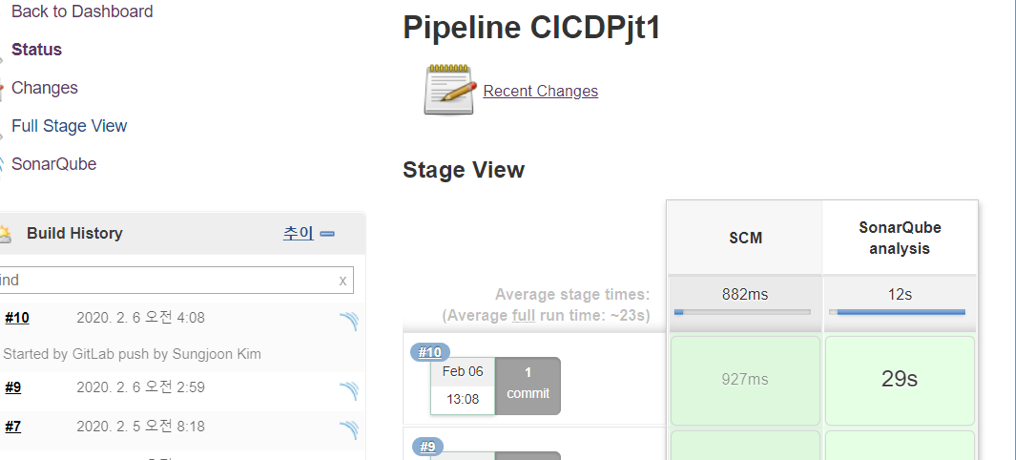 Back to Dashboard
Status
Changes
Full Stage View
SonarQube
Build History 추이
ind x
#10 2020. 2. 6 오전 4:08
Started by GitLab push by Sungjoon Kim
#9 2020. 2. 6 오전 2:59
#7 2020. 2. 5 오전 8:18
Pipeline CICDPjt1
Recent Changes
Stage View
SCM
SonarQube
analysis
Average stage times:
(Average full run time: ~23s)
882ms
12s
#10
Feb 06
13:08
1
commit
927ms
29s
#9